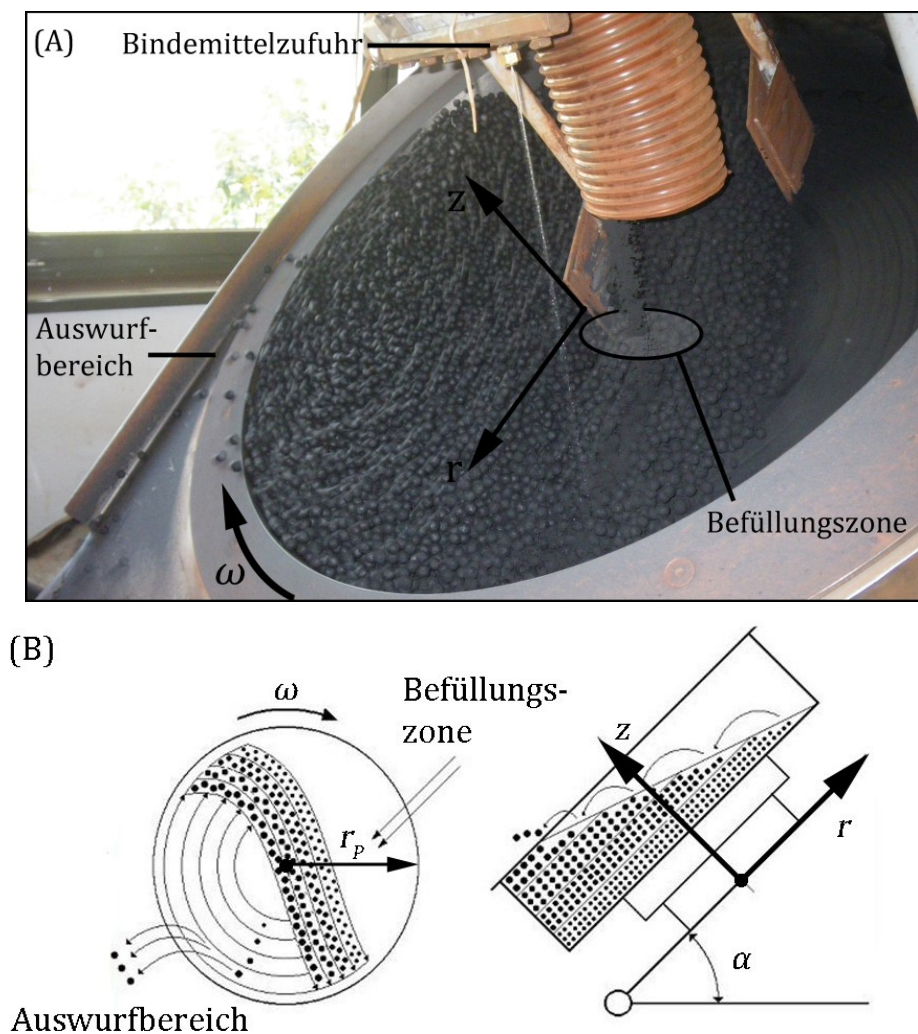 (A)
Bindemittelzufuhr
z
Auswurf-
bereich
r
Befüllungszone
ω
(B)
ω
Befüllungs-
zone
z
r_P
r
α
Auswurfbereich